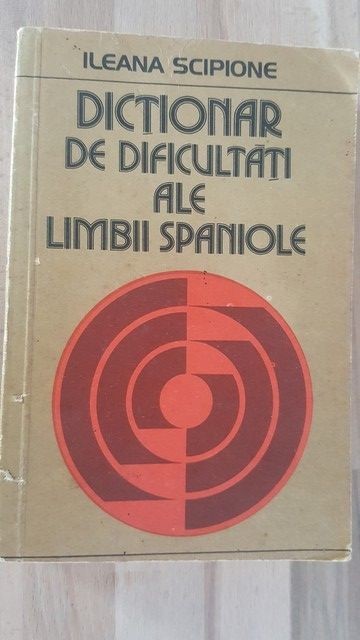 ILEANA SCIPIONE
DICȚIONAR
DE DIFICULTĂȚI
ALE
LIMBII SPANIOLE